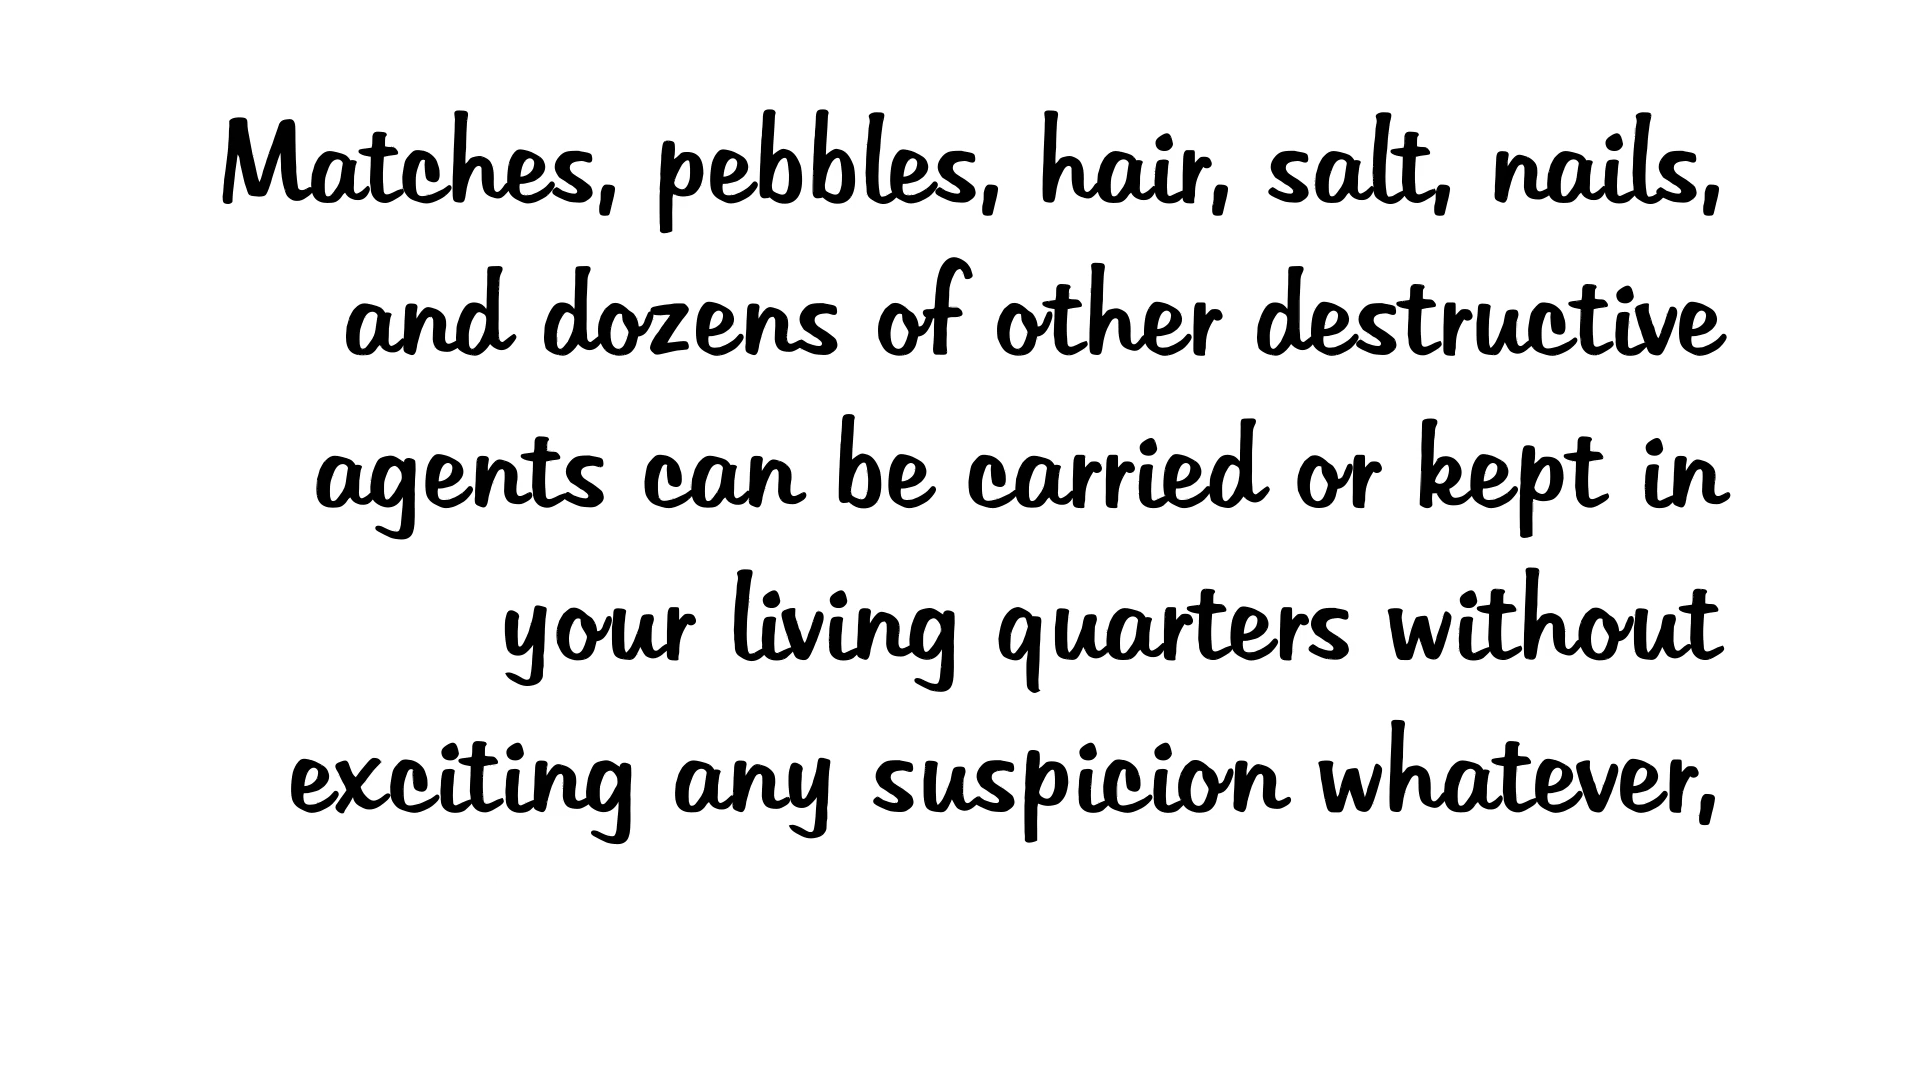 Matches, pebbles, hair, salt, nails,
and dozens of other destructive
agents can be carried or kept in
your living quarters without
exciting any suspicion whatever,